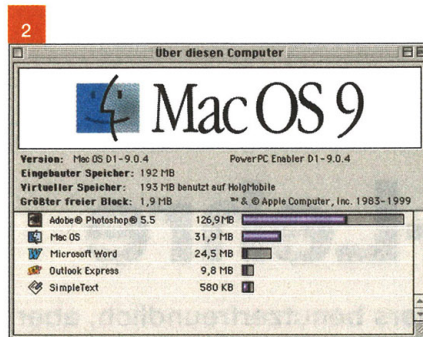 2
Über diesen Computer
Mac OS 9
Version: Mac OS D1-9.0.4 PowerPC Enabler D1-9.0.4
Eingebauter Speicher: 192 MB
Virtueller Speicher: 193 MB benutzt auf HolgMobile
Größter freier Block: 1,9 MB ™ & © Apple Computer, Inc. 1983-1999
Adobe® Photoshop® 5.5 126,9 MB
Mac OS 31,9 MB
Microsoft Word 24,5 MB
Outlook Express 9,8 MB
SimpleText 580 KB